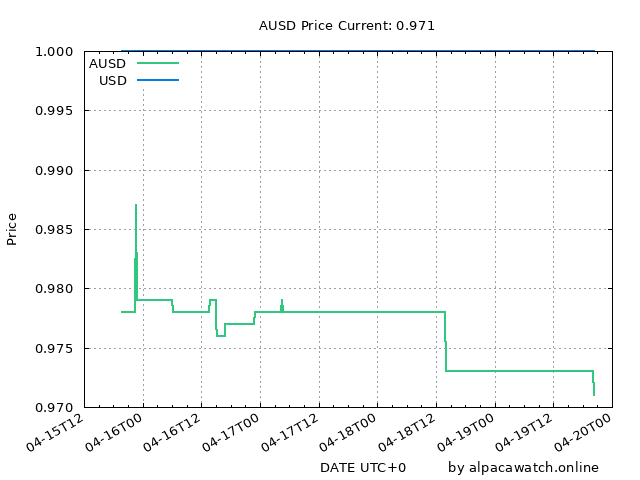 AUSD Price Current: 0.971
1.000
AUSD
USD
0.995
0.990
0.985
Price
0.980
0.975
0.970
04-15T12
04-16T00
04-16T12
04-17T00
04-17T12
04-18T00
04-18T12
04-19T00
04-19T12
04-20T00
DATE UTC+0 by alpacawatch.online